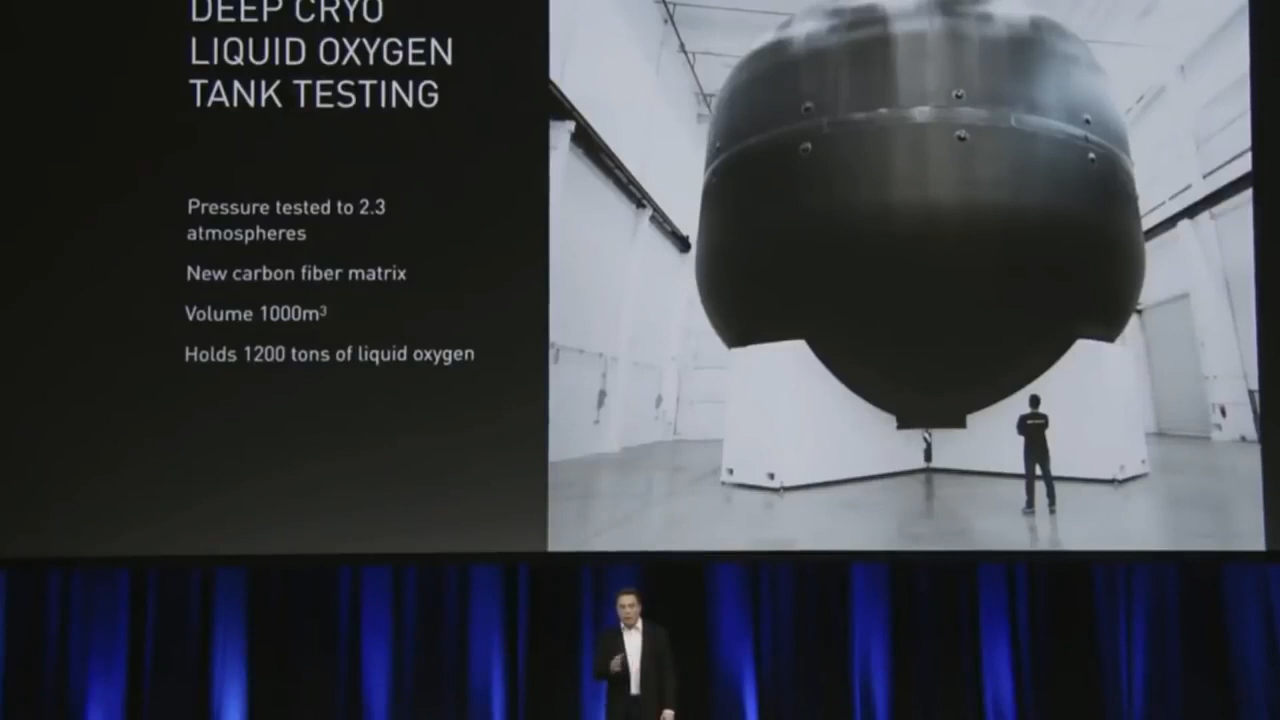 DEEP CRYO
LIQUID OXYGEN
TANK TESTING
Pressure tested to 2.3
atmospheres
New carbon fiber matrix
Volume 1000m³
Holds 1200 tons of liquid oxygen